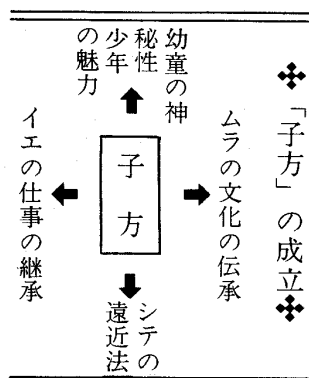 「子方」の成立
ムラの文化の伝承
幼童の神
秘性
少年
の魅力
子方
シテの
遠近法
イエの仕事の継承